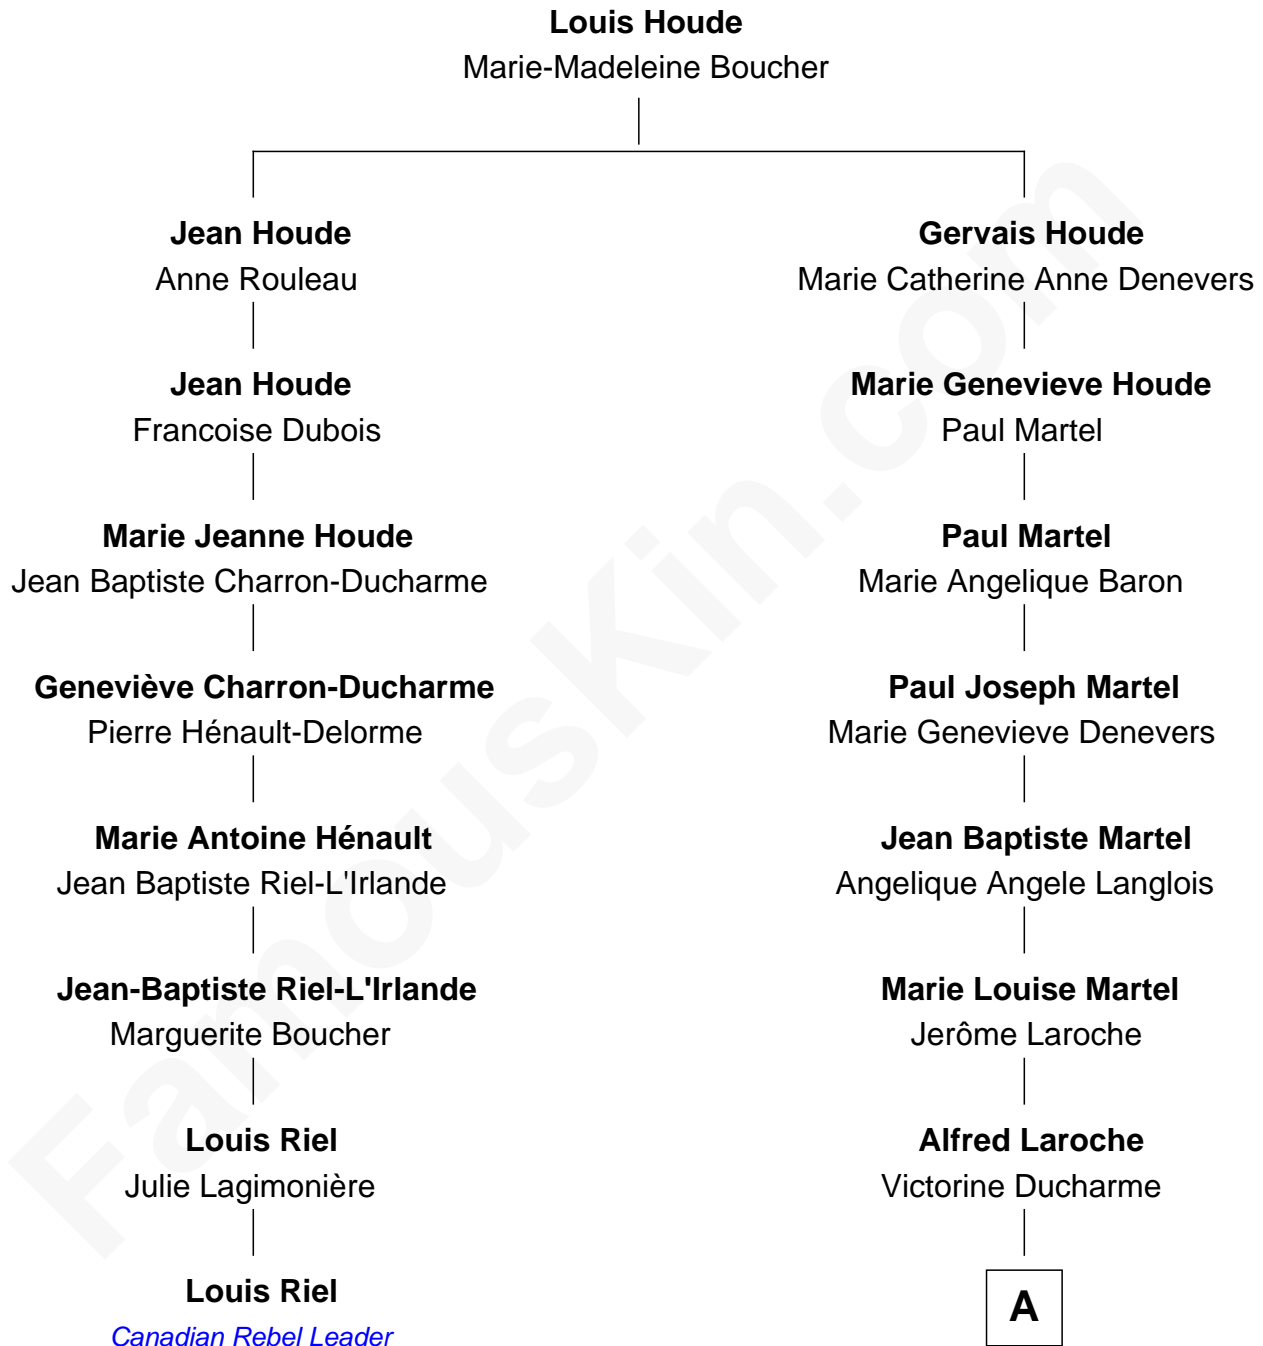 Louis Houde
Marie-Madeleine Boucher
Jean Houde
Anne Rouleau
Gervais Houde
Marie Catherine Anne Denevers
Jean Houde
Francoise Dubois
Marie Genevieve Houde
Paul Martel
Marie Jeanne Houde
Jean Baptiste Charron-Ducharme
Paul Martel
Marie Angelique Baron
Geneviève Charron-Ducharme
Pierre Hénault-Delorme
Paul Joseph Martel
Marie Genevieve Denevers
Marie Antoine Hénault
Jean Baptiste Riel-L'Irlande
Jean Baptiste Martel
Angelique Angele Langlois
Jean-Baptiste Riel-L'Irlande
Marguerite Boucher
Marie Louise Martel
Jerôme Laroche
Louis Riel
Julie Lagimonière
Alfred Laroche
Victorine Ducharme
Louis Riel
Canadian Rebel Leader
A
FamousKin.com